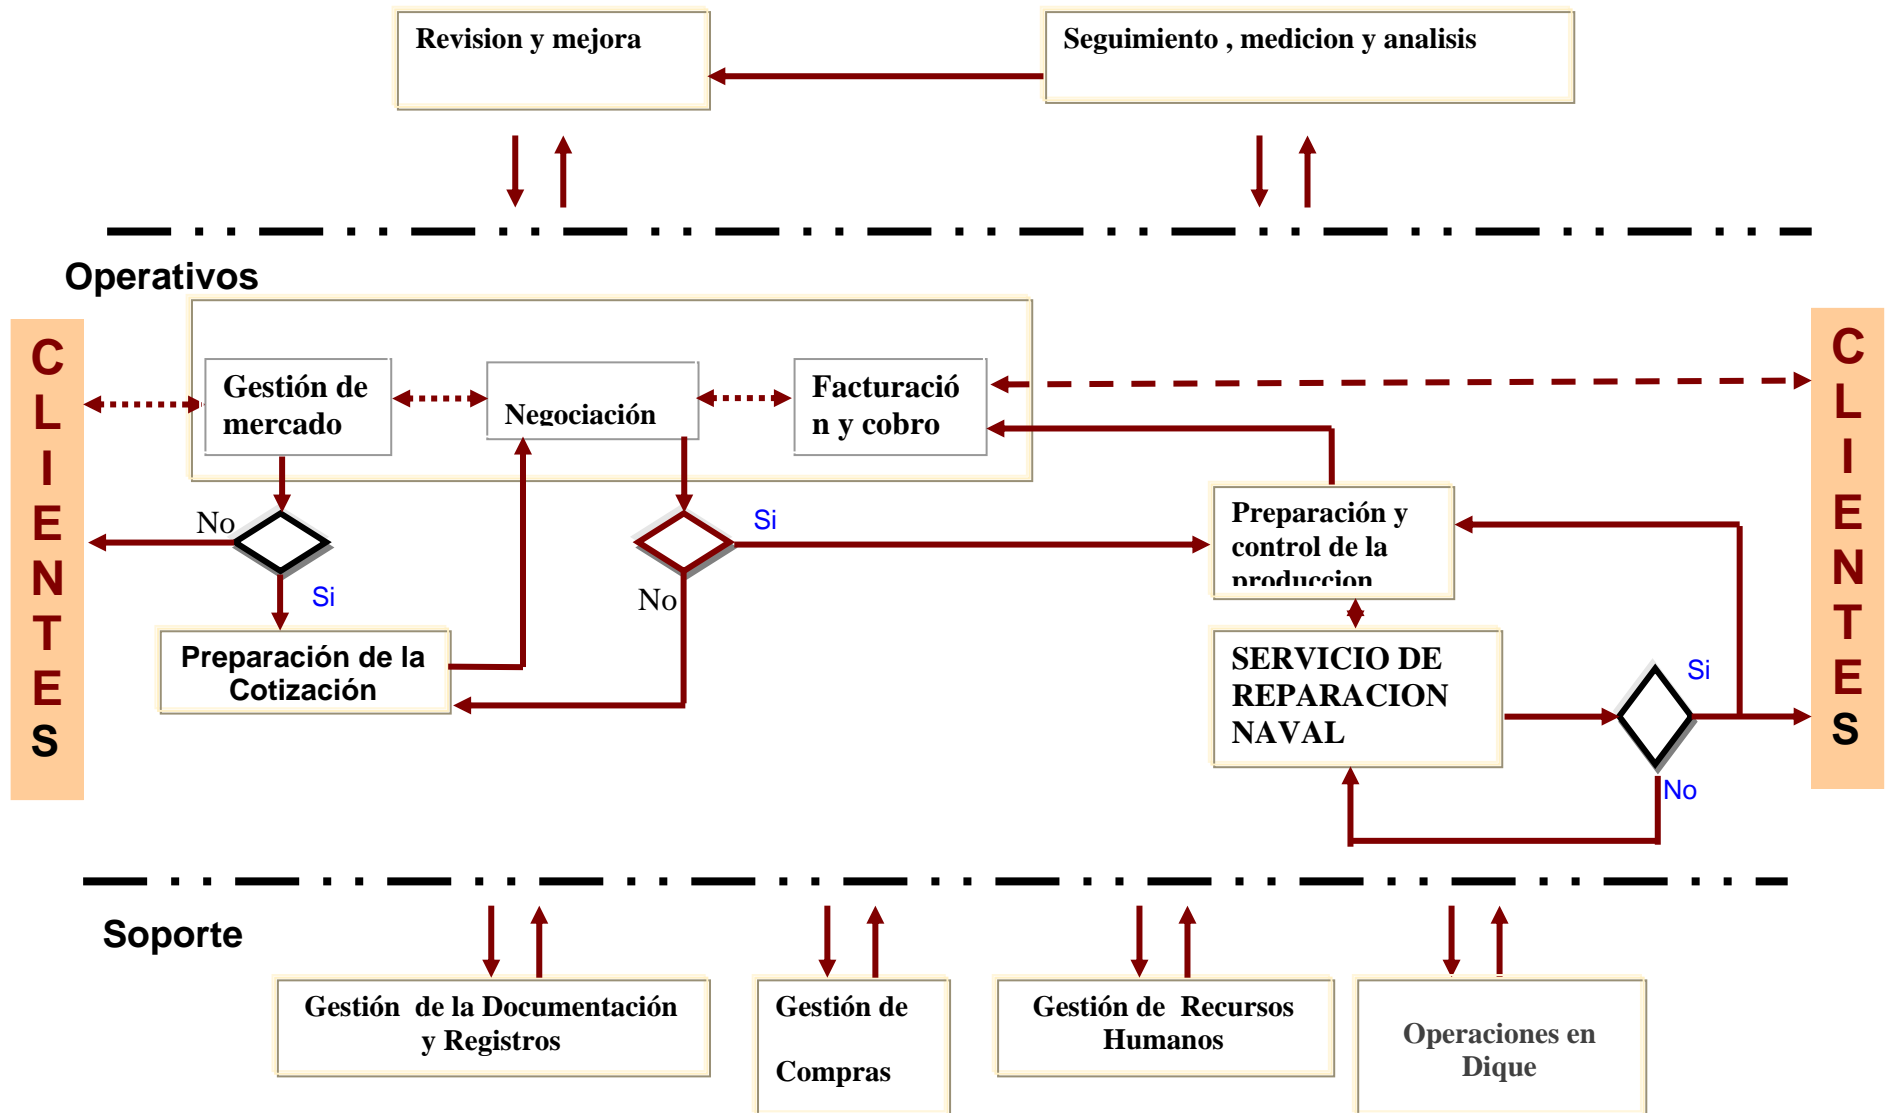 Revision y mejora
Seguimiento , medicion y analisis
Operativos
C
L
I
E
N
T
E
S
Gestión de
mercado
Negociación
Facturació
n y cobro
C
L
I
E
N
T
E
S
No
Si
Si
No
Preparación y
control de la
produccion
Preparación de la
Cotización
SERVICIO DE
REPARACION
NAVAL
Si
No
Soporte
Gestión de la Documentación
y Registros
Gestión de
Compras
Gestión de Recursos
Humanos
Operaciones en
Dique